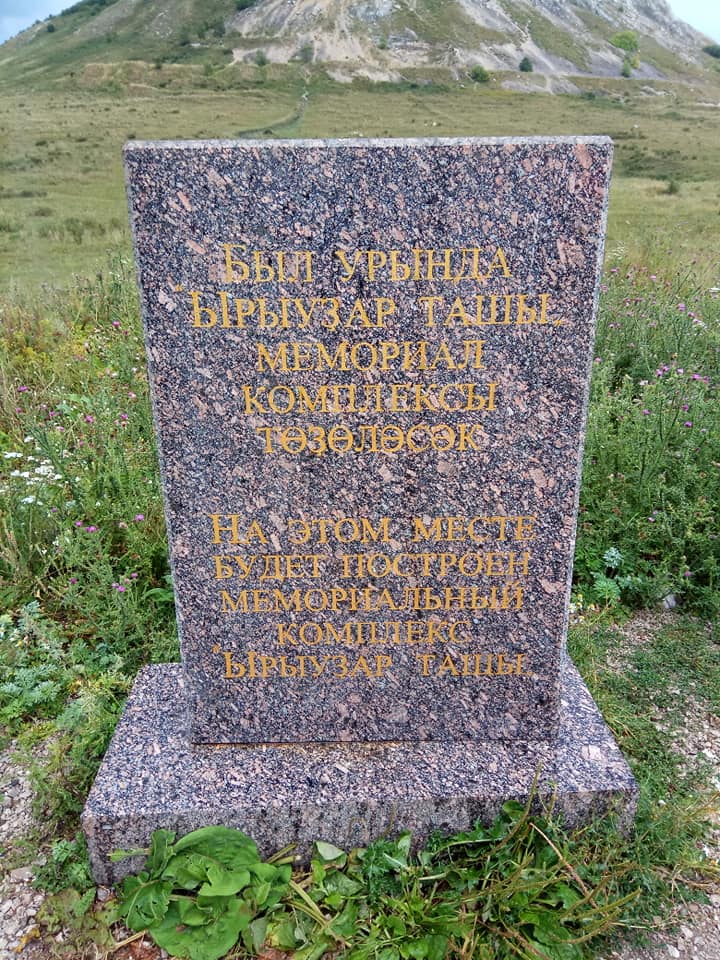 Был урында
"Ырыуҙар ташы„
мемориал
комплексы
төҙөләсәк
На этом месте
будет построен
мемориальный
комплекс
"Ырыуҙар ташы„